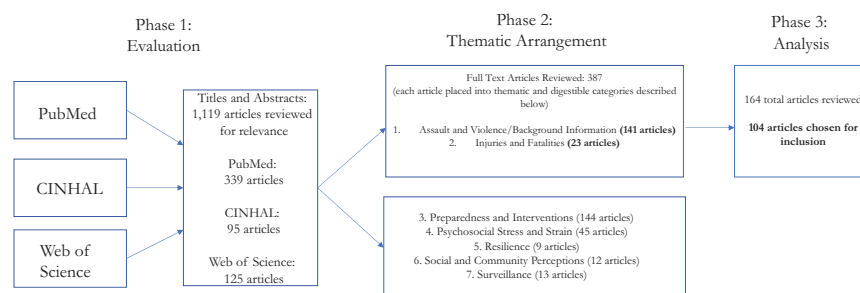 Phase 1:
Evaluation
Phase 2:
Thematic Arrangement
Phase 3:
Analysis
PubMed
CINHAL
Web of
Science
Titles and Abstracts:
1,119 articles reviewed
for relevance
PubMed:
339 articles
CINHAL:
95 articles
Web of Science:
125 articles
Full Text Articles Reviewed: 387
(each article placed into thematic and digestible categories described
below)
1. Assault and Violence/Background Information (141 articles)
2. Injuries and Fatalities (23 articles)
3. Preparedness and Interventions (144 articles)
4. Psychosocial Stress and Strain (45 articles)
5. Resilience (9 articles)
6. Social and Community Perceptions (12 articles)
7. Surveillance (13 articles)
164 total articles reviewed
104 articles chosen for
inclusion